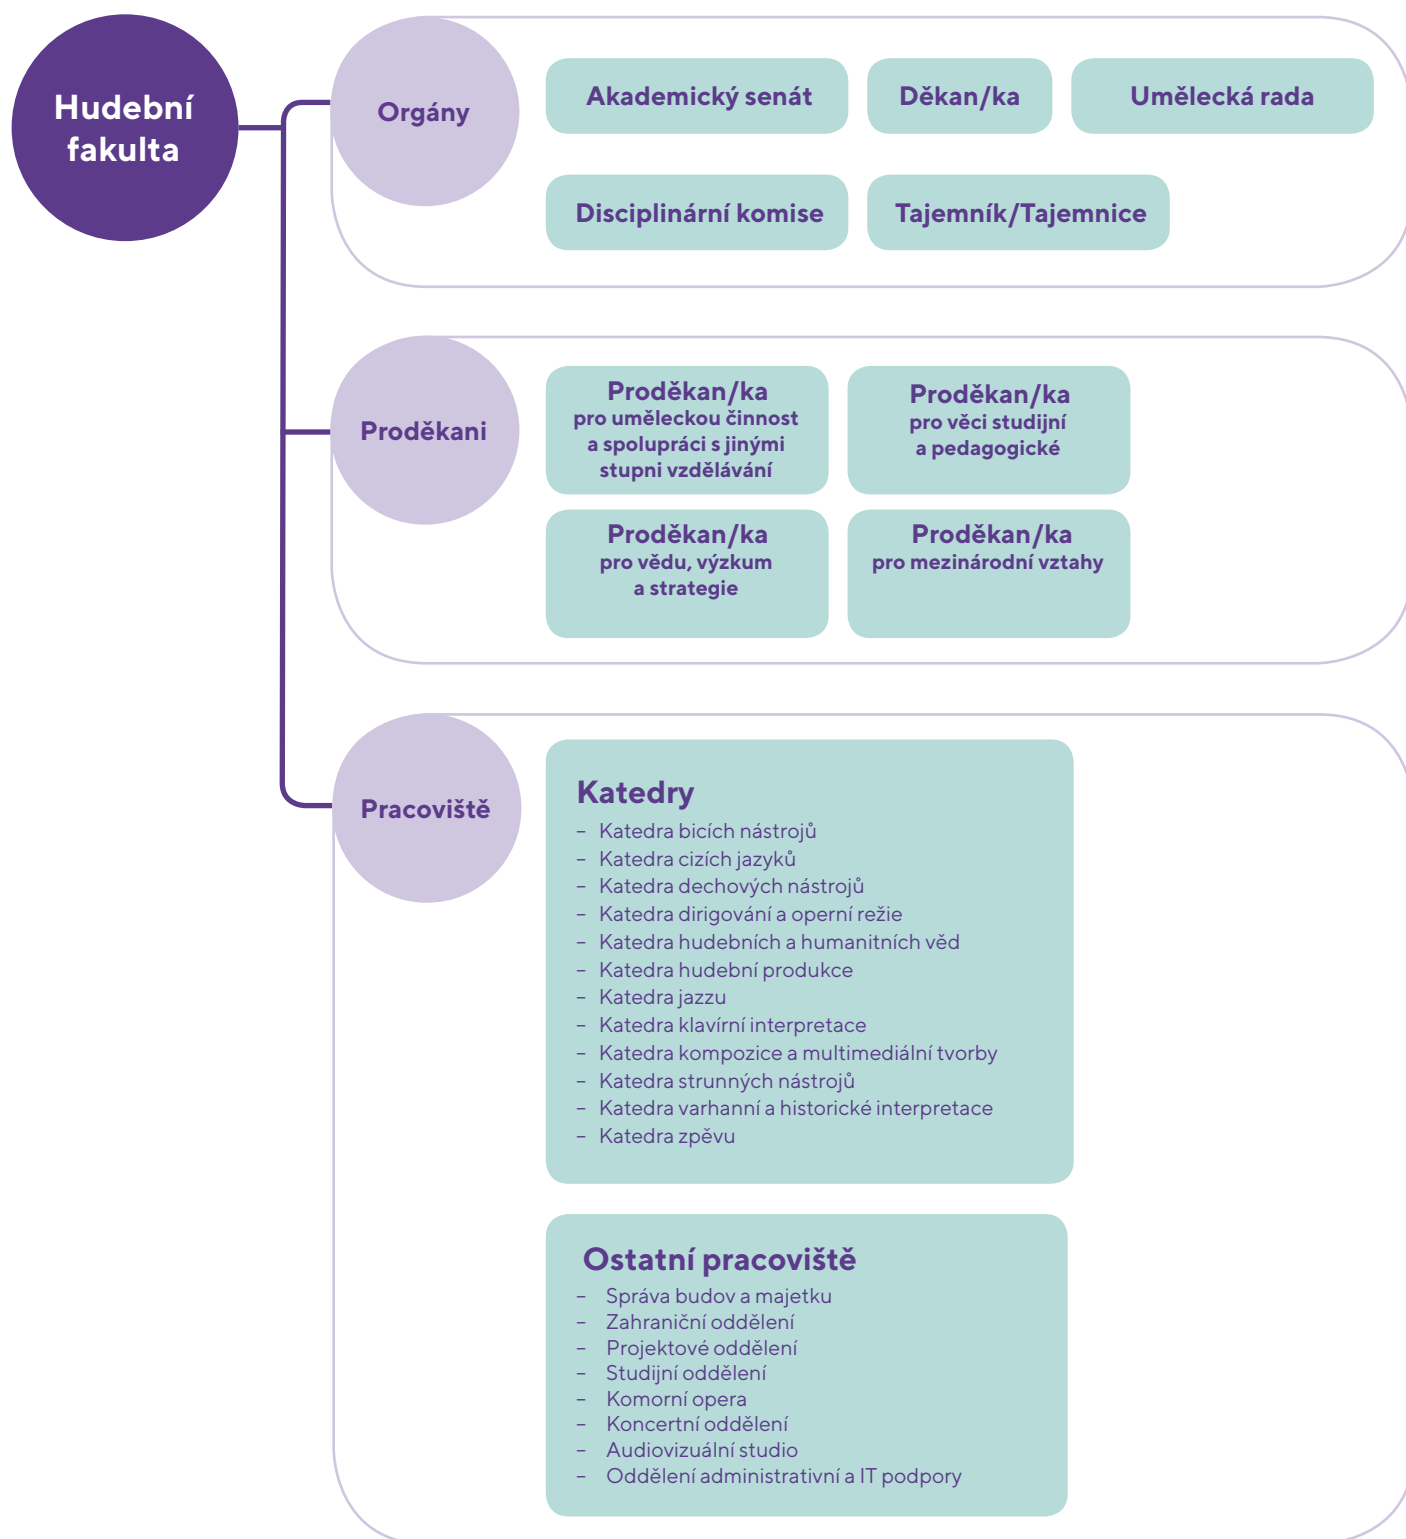 Hudební
fakulta
Orgány
Akademický senát
Děkan/ka
Umělecká rada
Disciplinární komise
Tajemník/Tajemnice
Proděkani
Proděkan/ka
pro uměleckou činnost
a spolupráci s jinými
stupni vzdělávání
Proděkan/ka
pro věci studijní
a pedagogické
Proděkan/ka
pro vědu, výzkum
a strategie
Proděkan/ka
pro mezinárodní vztahy
Pracoviště
Katedry
– Katedra bicích nástrojů
– Katedra cizích jazyků
– Katedra dechových nástrojů
– Katedra dirigování a operní režie
– Katedra hudebních a humanitních věd
– Katedra hudební produkce
– Katedra jazzu
– Katedra klavírní interpretace
– Katedra kompozice a multimediální tvorby
– Katedra strunných nástrojů
– Katedra varhanní a historické interpretace
– Katedra zpěvu
Ostatní pracoviště
– Správa budov a majetku
– Zahraniční oddělení
– Projektové oddělení
– Studijní oddělení
– Komorní opera
– Koncertní oddělení
– Audiovizuální studio
– Oddělení administrativní a IT podpory